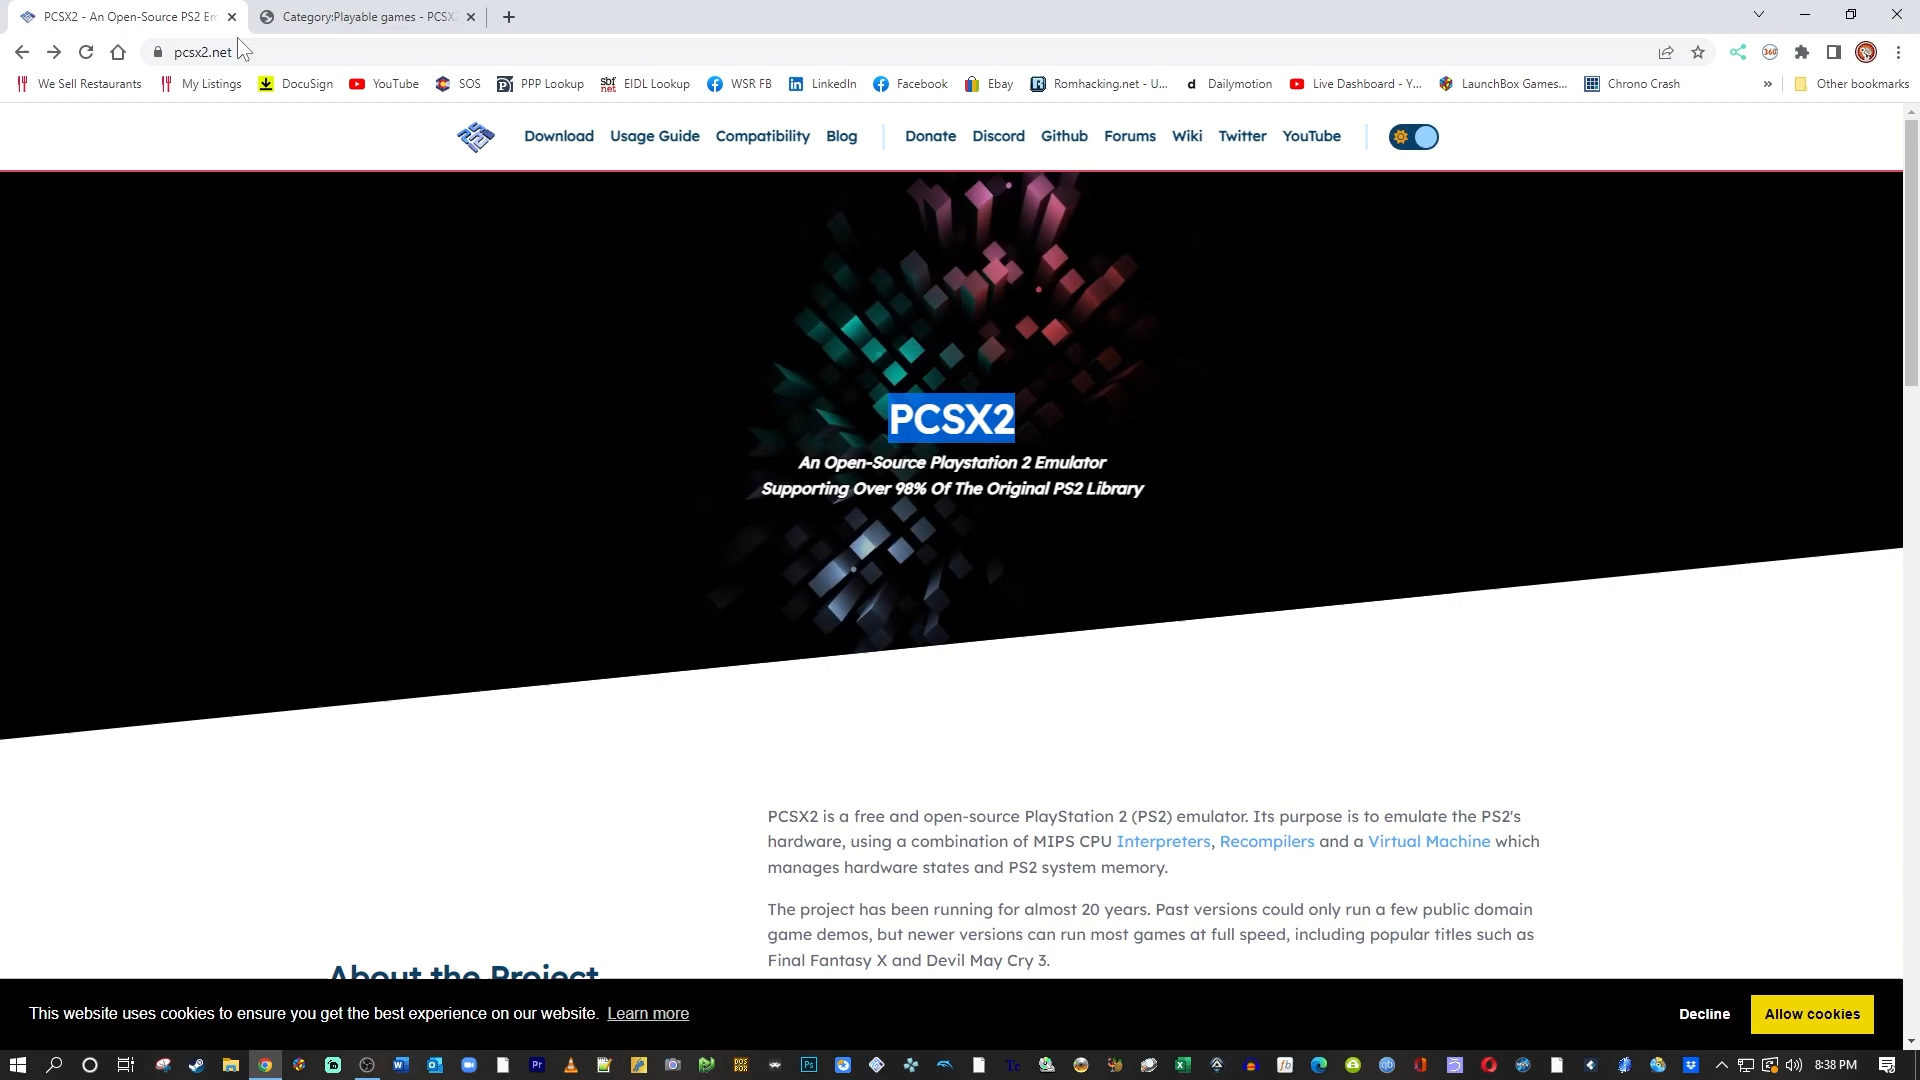 PCSX2 - An Open-Source PS2 Em
Category:Playable games - PCSX2
pcsx2.net
We Sell Restaurants
My Listings
DocuSign
YouTube
SOS
PPP Lookup
sbf net
EIDL Lookup
WSR FB
LinkedIn
Facebook
Ebay
Romhacking.net - U...
Dailymotion
Live Dashboard - Y...
LaunchBox Games...
Chrono Crash
»
Other bookmarks
Download
Usage Guide
Compatibility
Blog
Donate
Discord
Github
Forums
Wiki
Twitter
YouTube
PCSX2
An Open-Source Playstation 2 Emulator
Supporting Over 98% Of The Original PS2 Library
PCSX2 is a free and open-source PlayStation 2 (PS2) emulator. Its purpose is to emulate the PS2's
hardware, using a combination of MIPS CPU Interpreters, Recompilers and a Virtual Machine which
manages hardware states and PS2 system memory.
The project has been running for almost 20 years. Past versions could only run a few public domain
game demos, but newer versions can run most games at full speed, including popular titles such as
Final Fantasy X and Devil May Cry 3.
About the Project
This website uses cookies to ensure you get the best experience on our website. Learn more
Decline
Allow cookies
8:38 PM